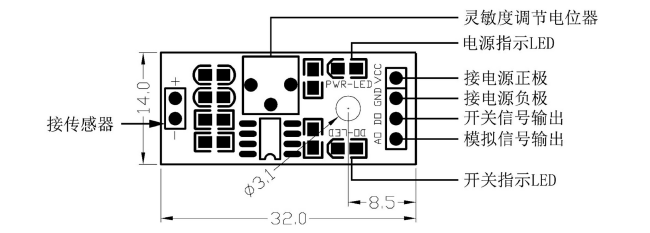 灵敏度调节电位器
电源指示LED
接电源正极
接电源负极
开关信号输出
模拟信号输出
开关指示LED
接传感器
+
-
PWR-LED
DO-LED
VCC
GND
DO
AO
14.0
ø3.1
8.5
32.0